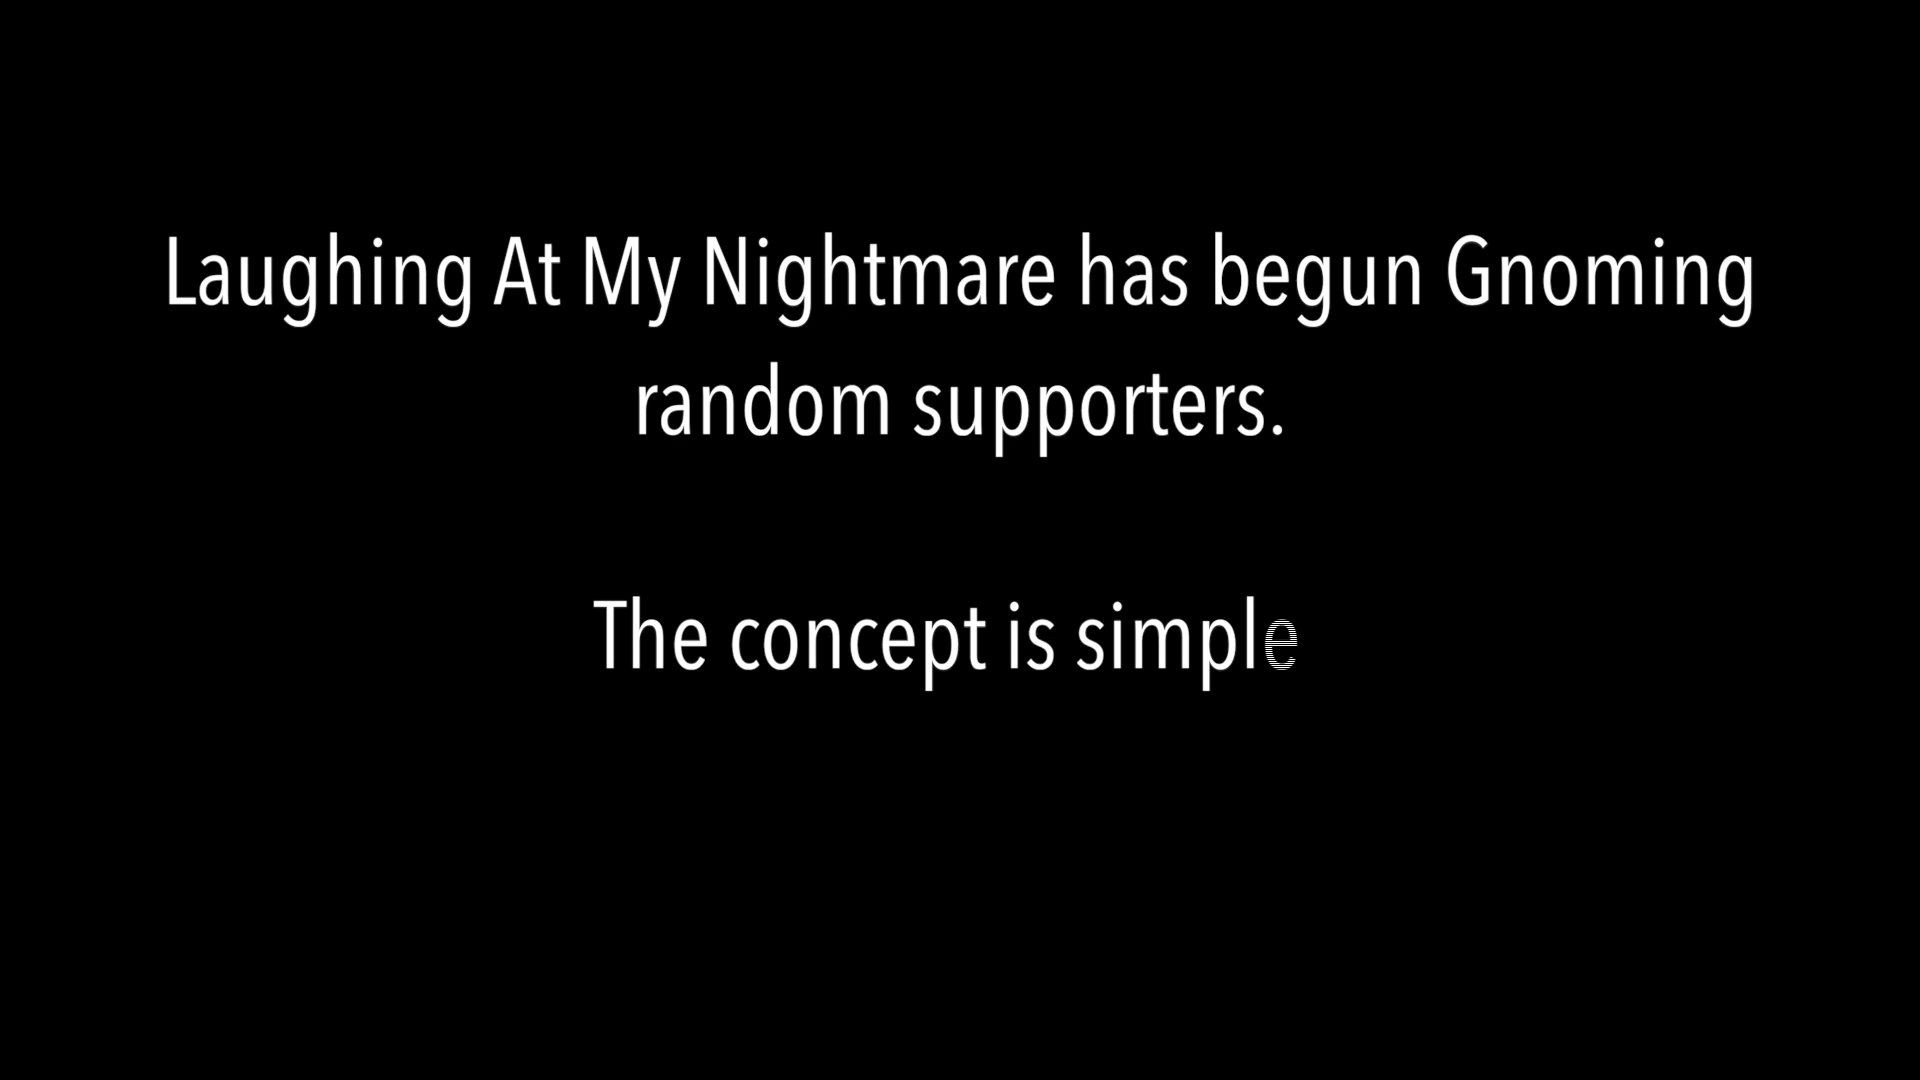 Laughing At My Nightmare has begun Gnoming
random supporters.
The concept is simple